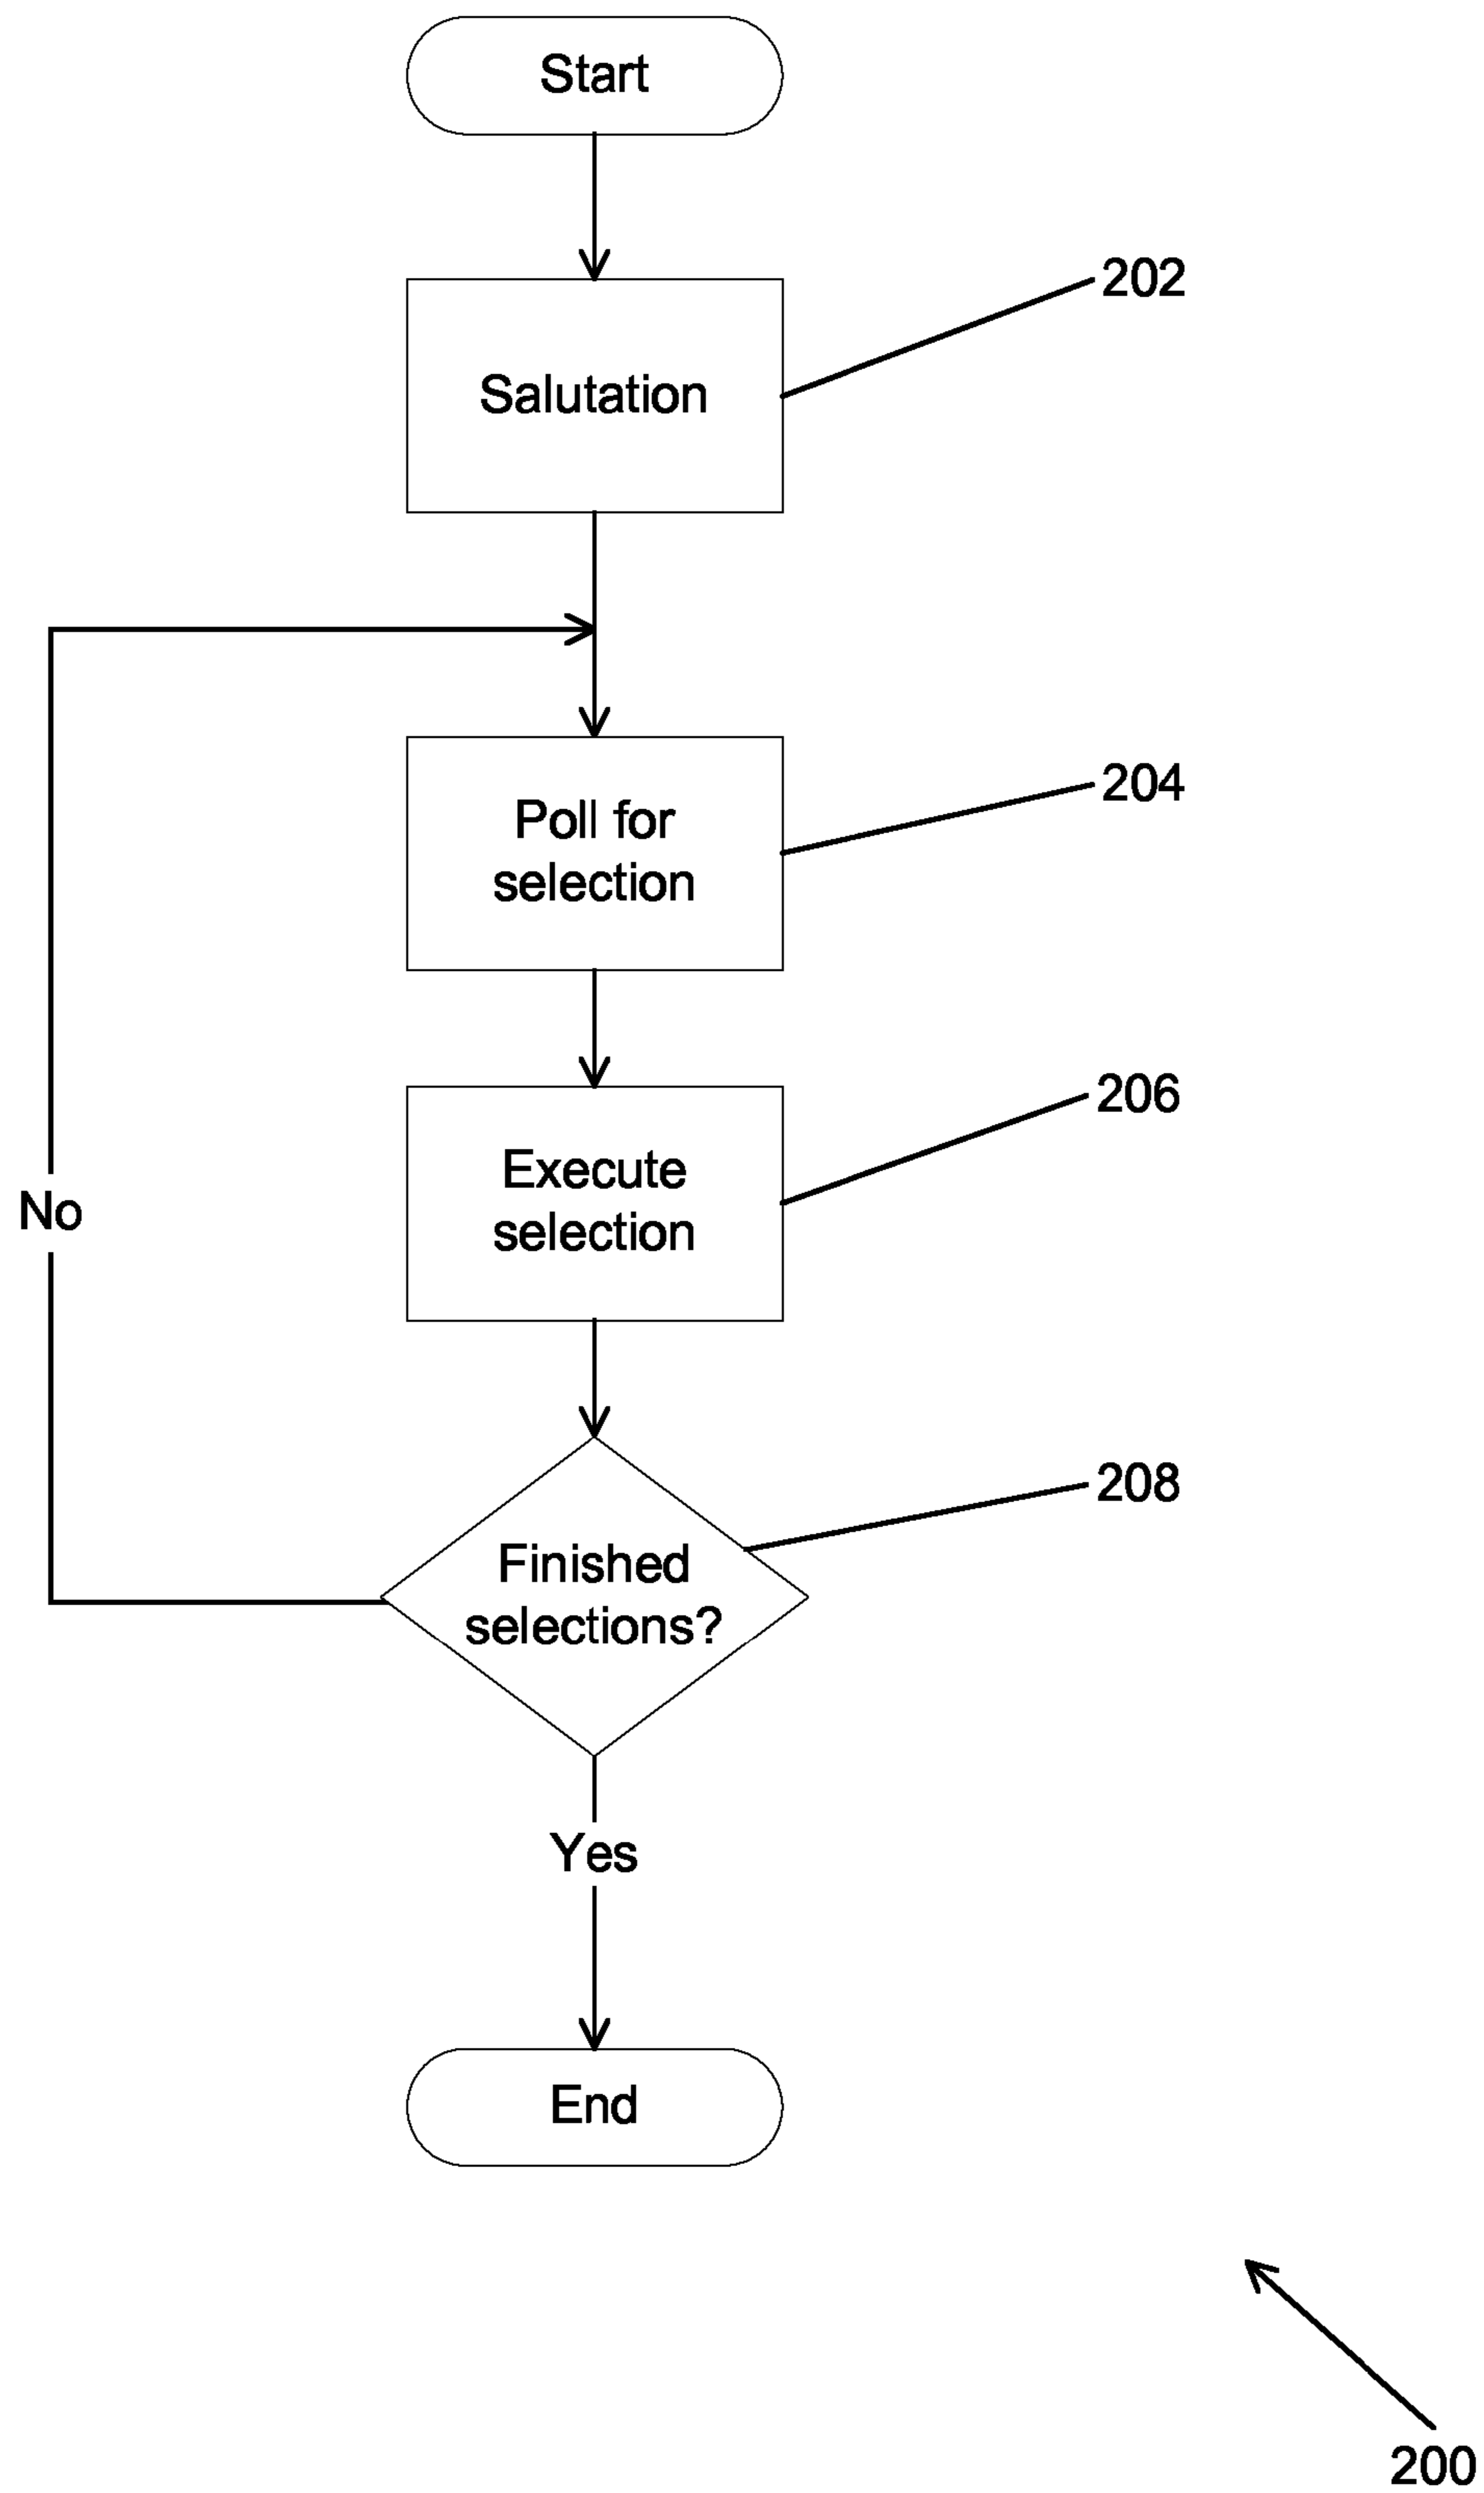 Start
202
Salutation
204
Poll for
selection
206
Execute
selection
No
208
Finished
selections?
Yes
End
200